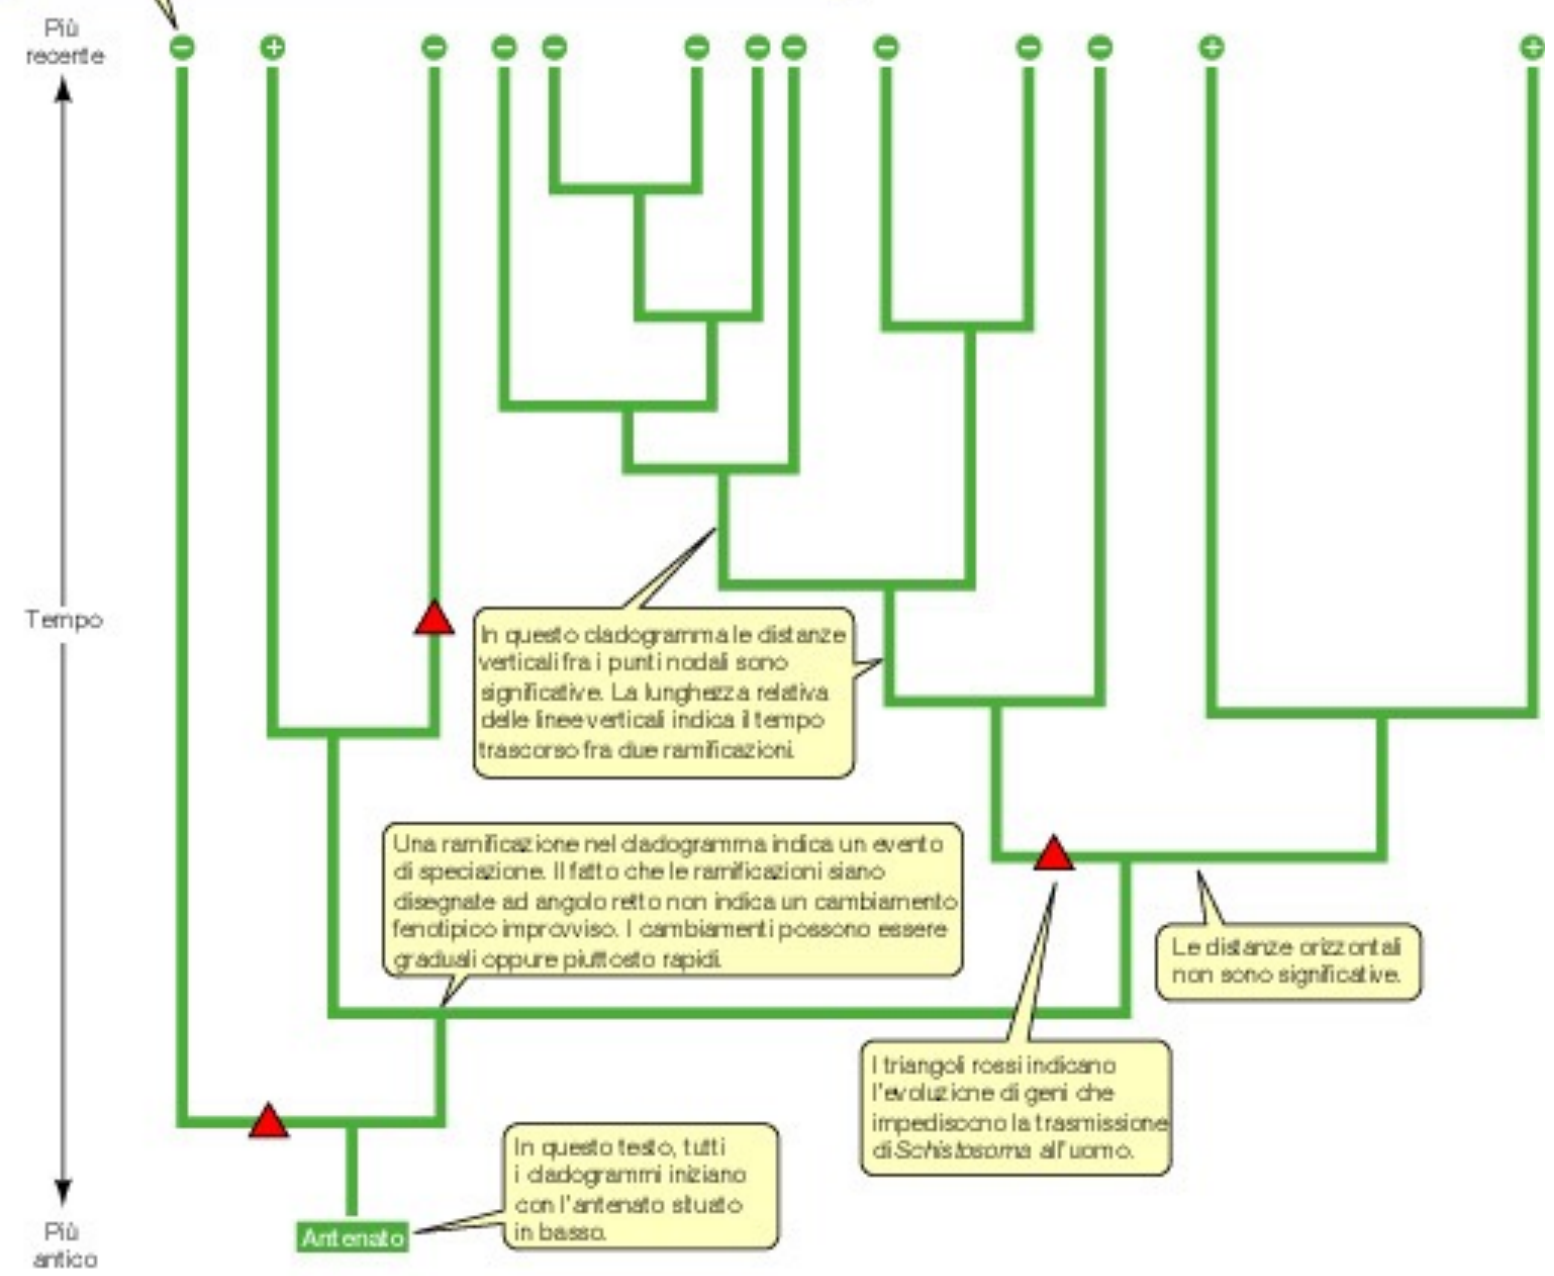 Più
recente
− + − − − − − − − − − + +
Tempo
In questo cladogramma le distanze
verticali fra i punti nodali sono
significative. La lunghezza relativa
delle linee verticali indica il tempo
trascorso fra due ramificazioni.
Una ramificazione nel cladogramma indica un evento
di speciazione. Il fatto che le ramificazioni siano
disegnate ad angolo retto non indica un cambiamento
fenotipico improvviso. I cambiamenti possono essere
graduali oppure piuttosto rapidi.
Le distanze orizzontali
non sono significative.
I triangoli rossi indicano
l'evoluzione di geni che
impediscono la trasmissione
di Schistosoma all'uomo.
In questo testo, tutti
i cladogrammi iniziano
con l'antenato situato
in basso.
Antenato
Più
antico